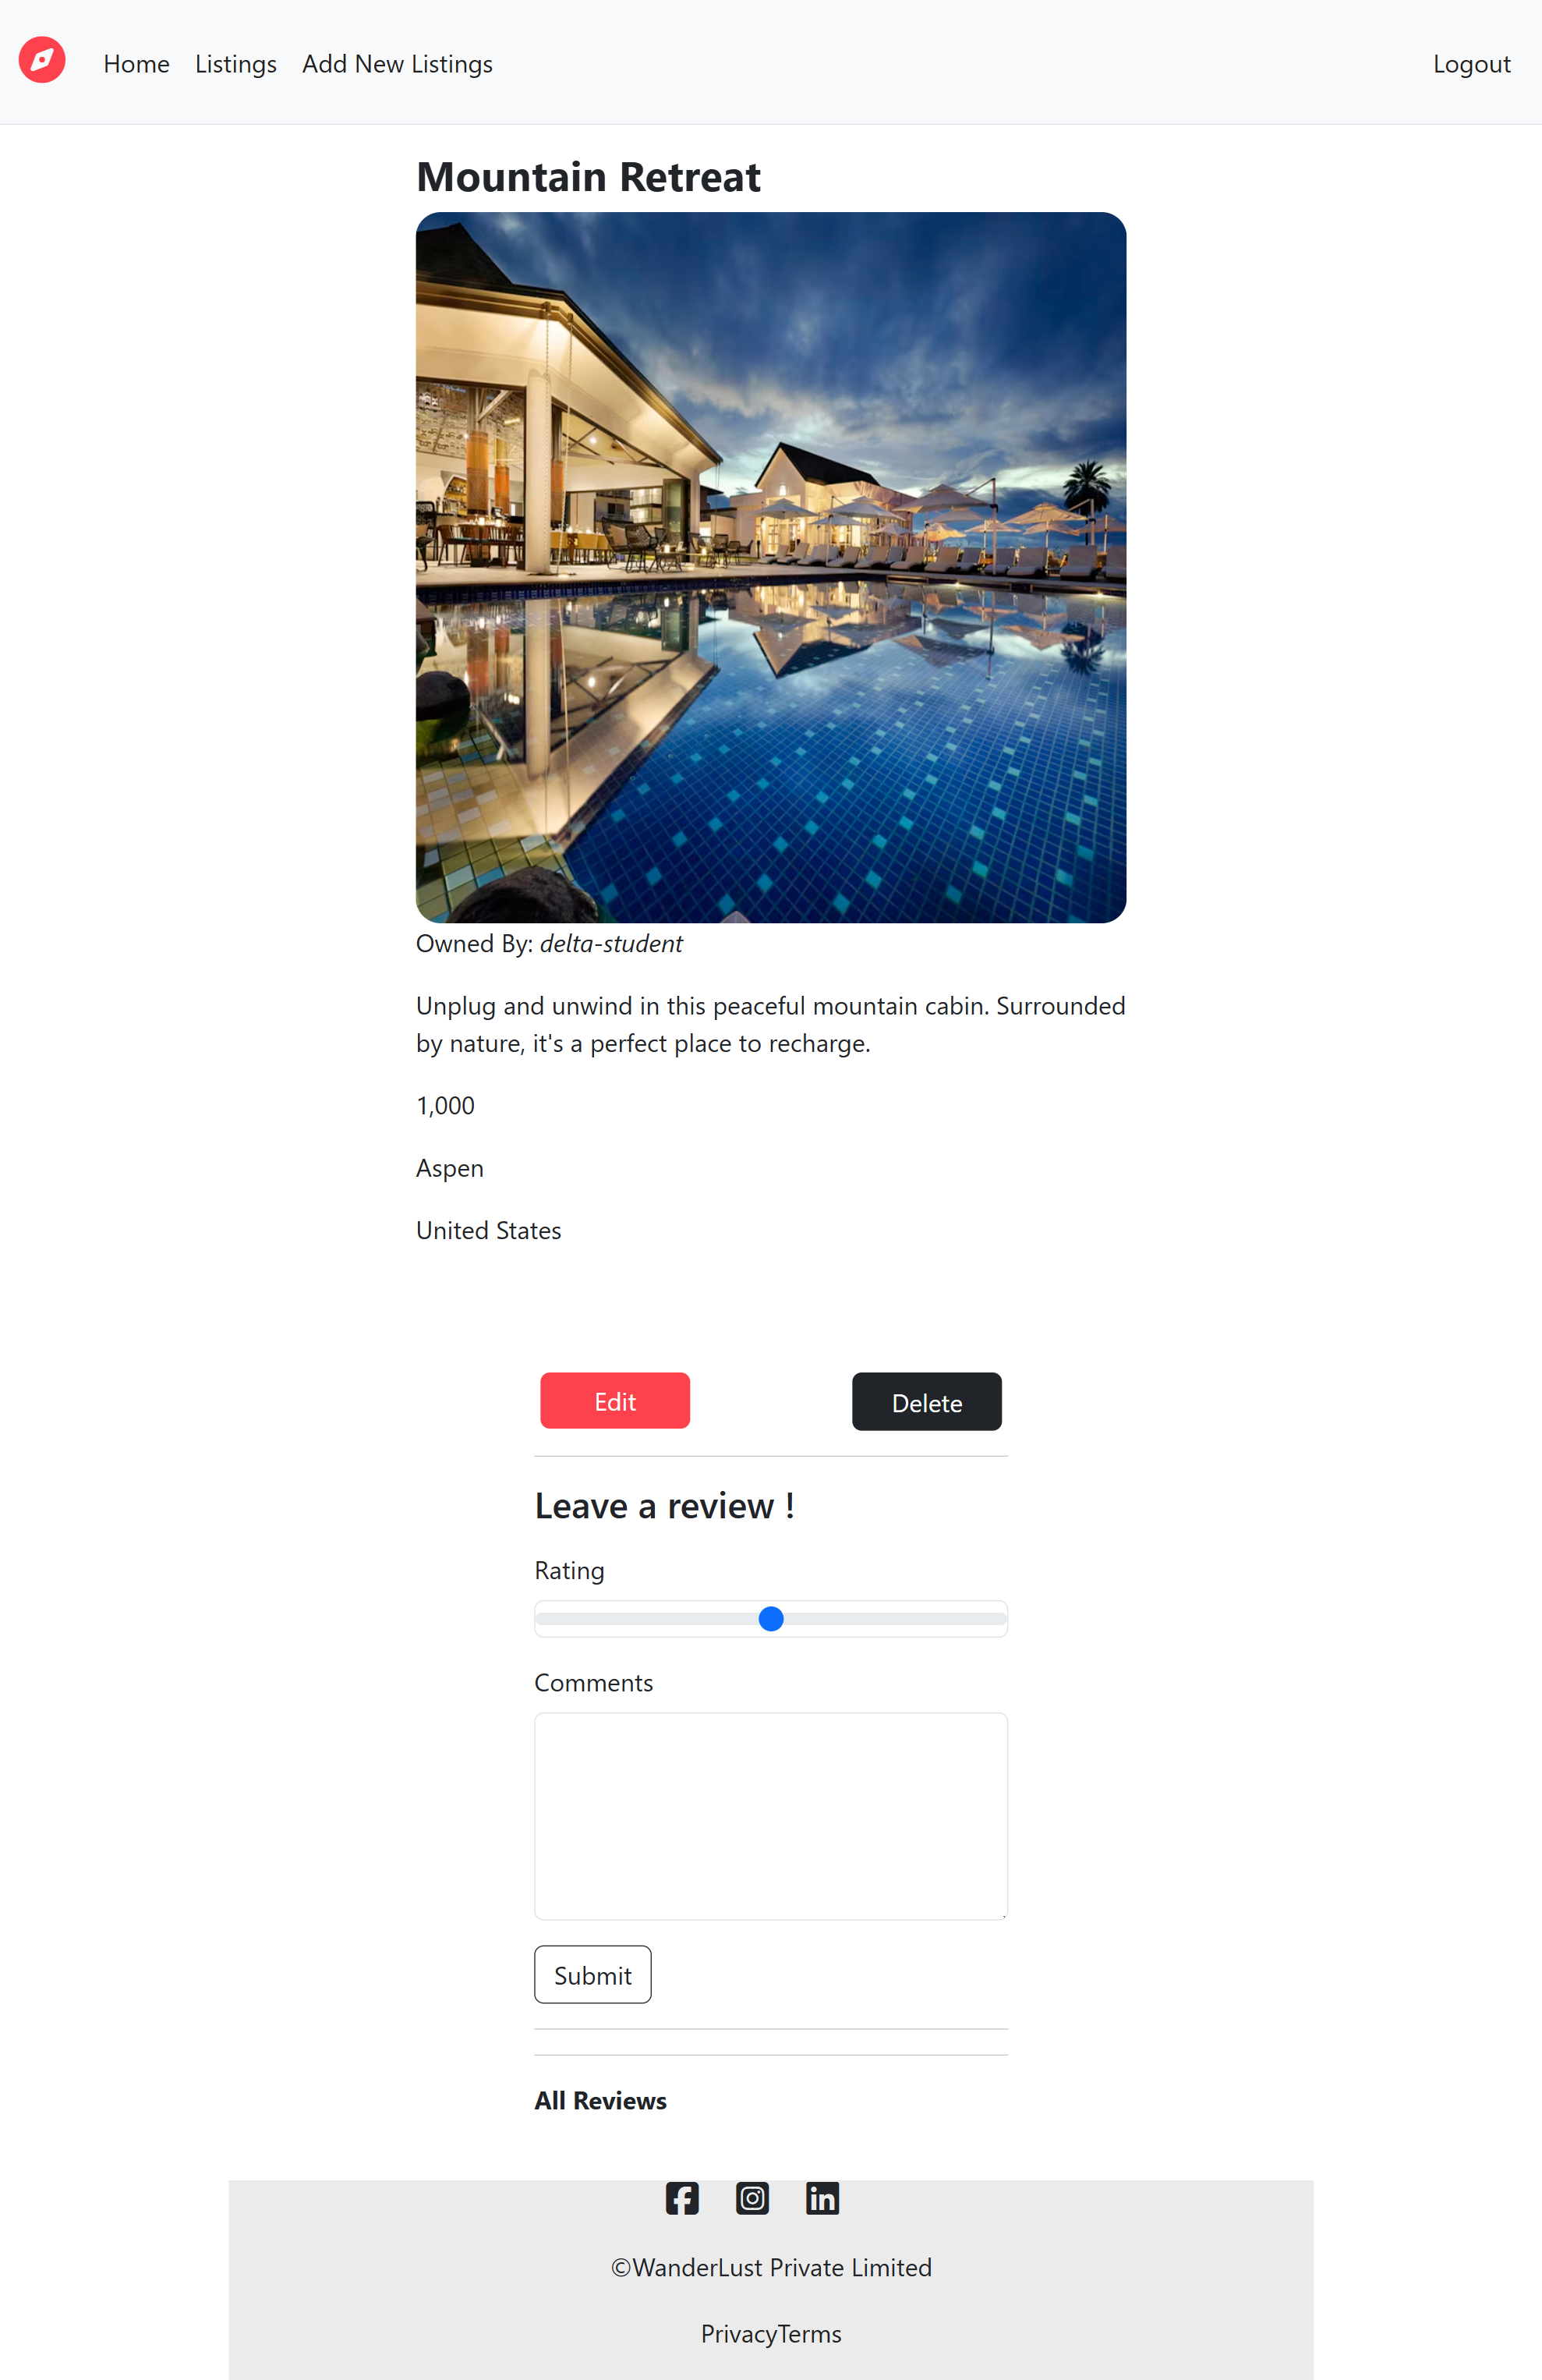 Home Listings Add New Listings Logout
Mountain Retreat
Owned By: delta-student
Unplug and unwind in this peaceful mountain cabin. Surrounded
by nature, it's a perfect place to recharge.
1,000
Aspen
United States
Edit Delete
Leave a review !
Rating
Comments
Submit
All Reviews
©WanderLust Private Limited
PrivacyTerms